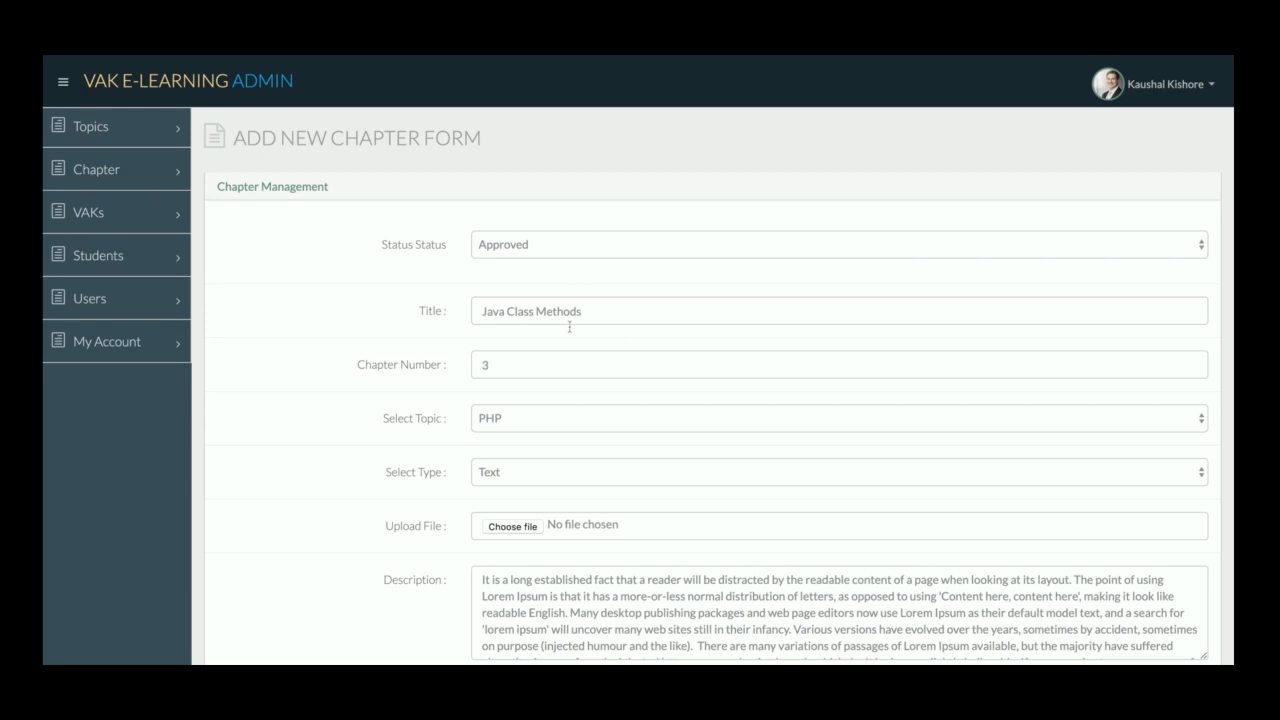 VAK E-LEARNING ADMIN
Kaushal Kishore
Topics
Chapter
VAKs
Students
Users
My Account
ADD NEW CHAPTER FORM
Chapter Management
Status Status
Approved
Title :
Java Class Methods
Chapter Number :
3
Select Topic :
PHP
Select Type :
Text
Upload File :
Choose file No file chosen
Description :
It is a long established fact that a reader will be distracted by the readable content of a page when looking at its layout. The point of using
Lorem Ipsum is that it has a more-or-less normal distribution of letters, as opposed to using 'Content here, content here', making it look like
readable English. Many desktop publishing packages and web page editors now use Lorem Ipsum as their default model text, and a search for
'lorem ipsum' will uncover many web sites still in their infancy. Various versions have evolved over the years, sometimes by accident, sometimes
on purpose (injected humour and the like).  There are many variations of passages of Lorem Ipsum available, but the majority have suffered